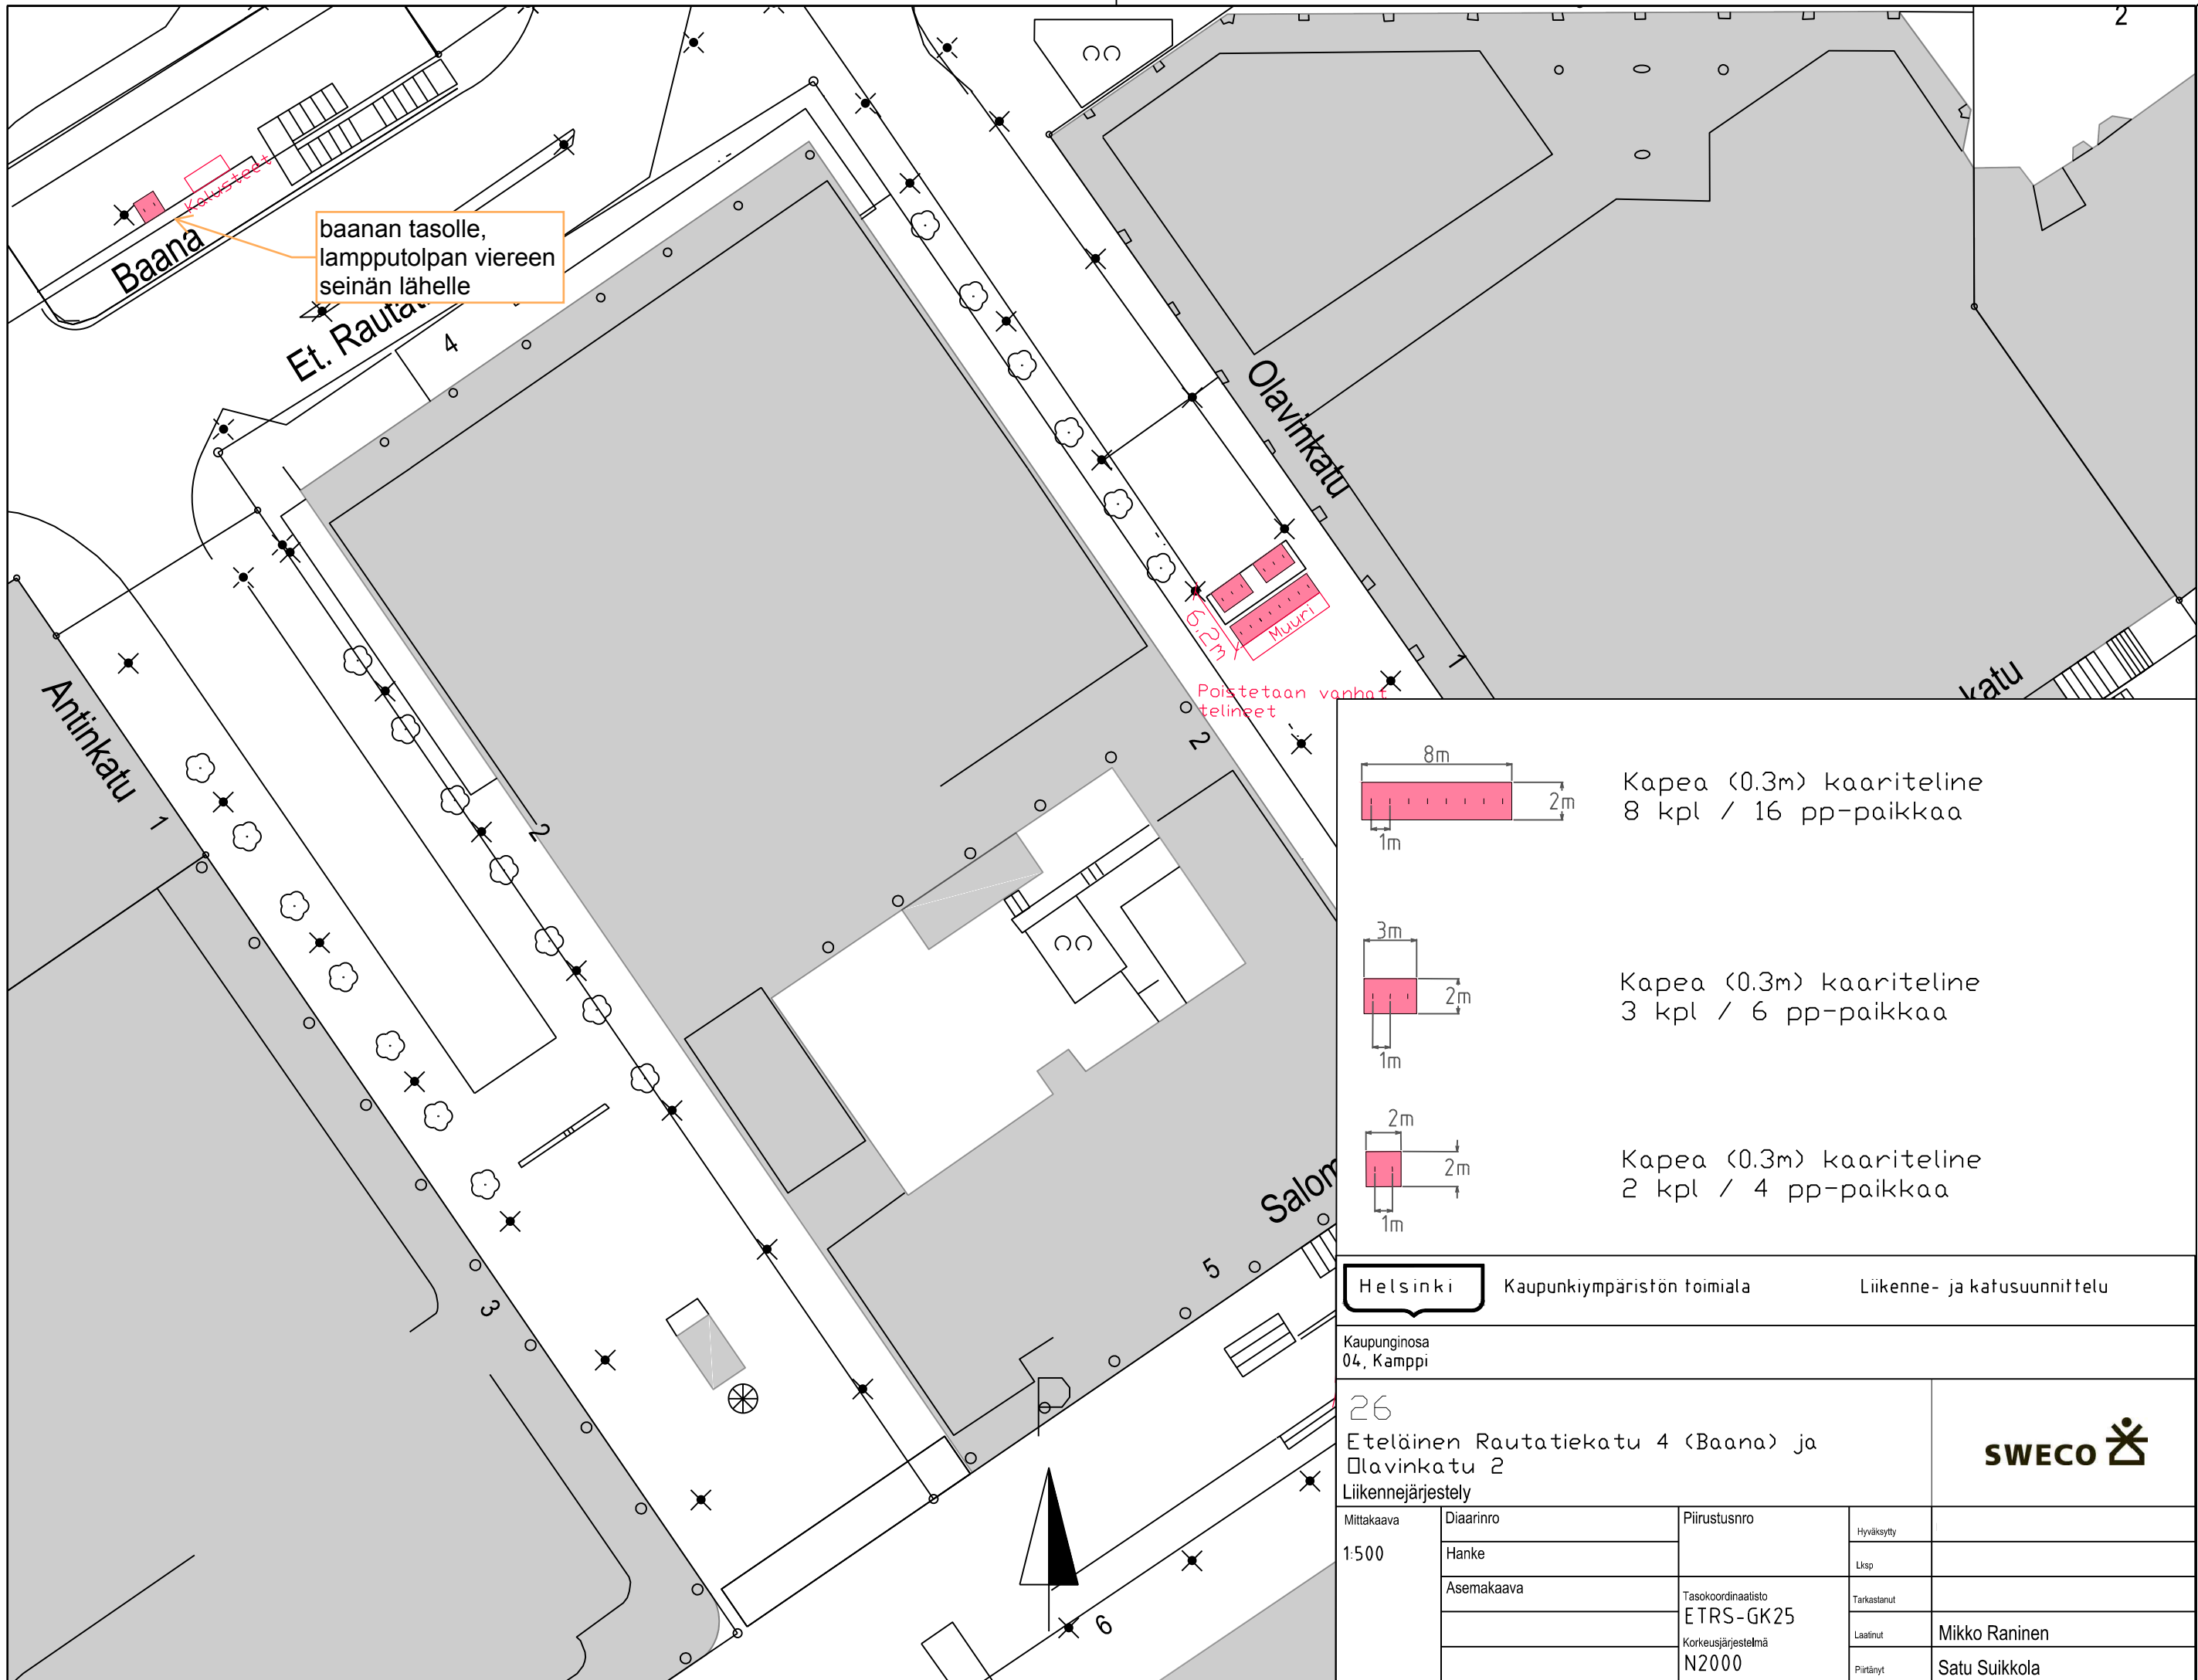 2
Kalusteet
Baana
baanan tasolle,
lampputolpan viereen
seinän lähelle
Et. Rautat
4
Olavinkatu
6.2m
Muuri
1
Poistetaan vanhat
telineet
katu
2
Antinkatu
1
2
3
Salom
5
6
8m
2m
1m
Kapea (0.3m) kaariteline
8 kpl / 16 pp-paikkaa
3m
2m
1m
Kapea (0.3m) kaariteline
3 kpl / 6 pp-paikkaa
2m
2m
1m
Kapea (0.3m) kaariteline
2 kpl / 4 pp-paikkaa
Helsinki
Kaupunkiympäristön toimiala
Liikenne- ja katusuunnittelu
Kaupunginosa
04, Kamppi
26
Eteläinen Rautatiekatu 4 (Baana) ja
Olavinkatu 2
Liikennejärjestely
SWECO
Mittakaava
1:500
Diaarinro
Hanke
Asemakaava
Piirustusnro
Tasokoordinaatisto
ETRS-GK25
Korkeusjärjestelmä
N2000
Hyväksytty
Lksp
Tarkastanut
Laatinut
Mikko Raninen
Piirtänyt
Satu Suikkola